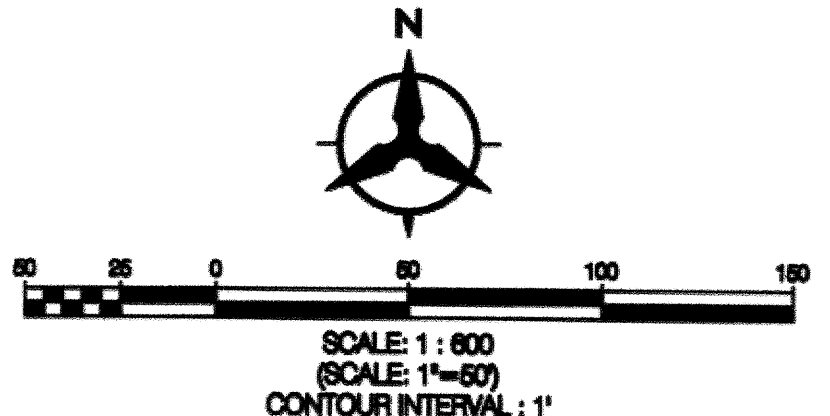 N
50 25 0 50 100 150
SCALE: 1 : 600
(SCALE: 1"=50')
CONTOUR INTERVAL : 1'